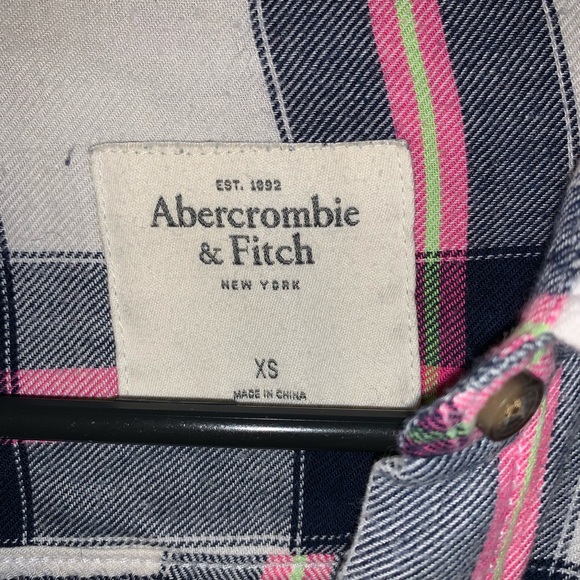 EST. 1892
Abercrombie
& Fitch
NEW YORK
XS
MADE IN CHINA